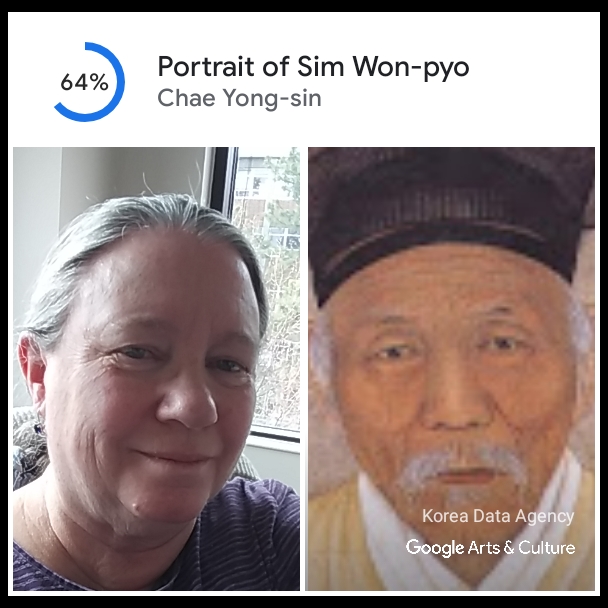 64%
Portrait of Sim Won-pyo
Chae Yong-sin
Korea Data Agency
Google Arts & Culture